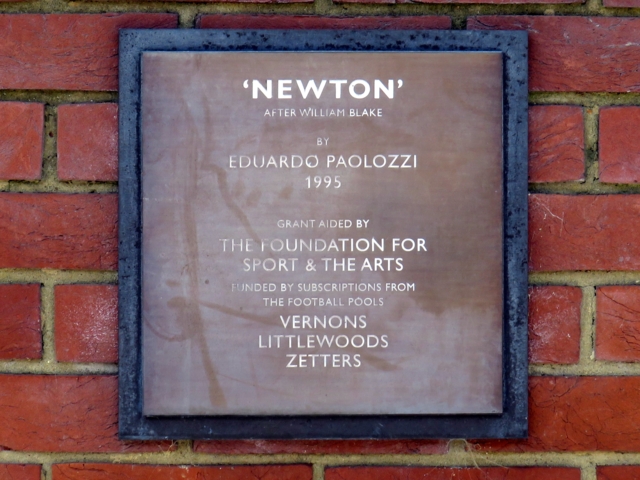 ‘NEWTON’
AFTER WILLIAM BLAKE
BY
EDUARDO PAOLOZZI
1995
GRANT AIDED BY
THE FOUNDATION FOR
SPORT & THE ARTS
FUNDED BY SUBSCRIPTIONS FROM
THE FOOTBALL POOLS
VERNONS
LITTLEWOODS
ZETTERS